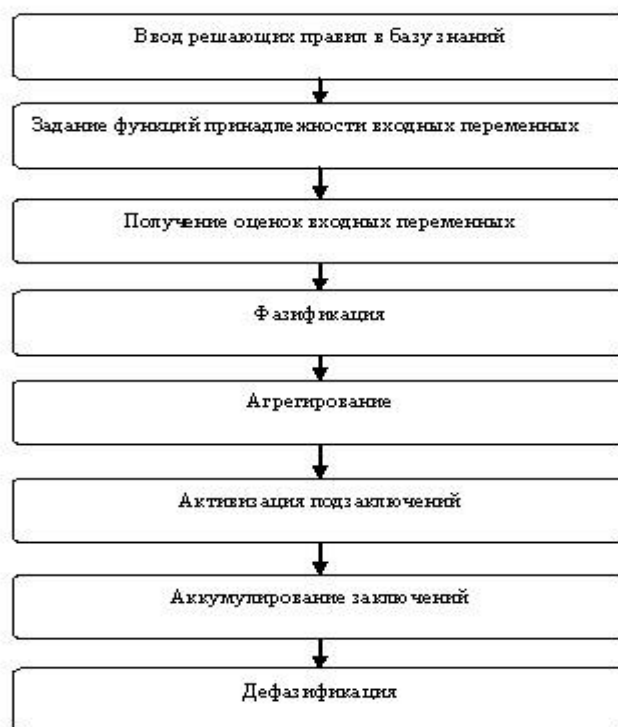 Ввод решающих правил в базу знаний
Задание функций принадлежности входных переменных
Получение оценок входных переменных
Фазификация
Агрегирование
Активизация подзаключений
Аккумулирование заключений
Дефазификация